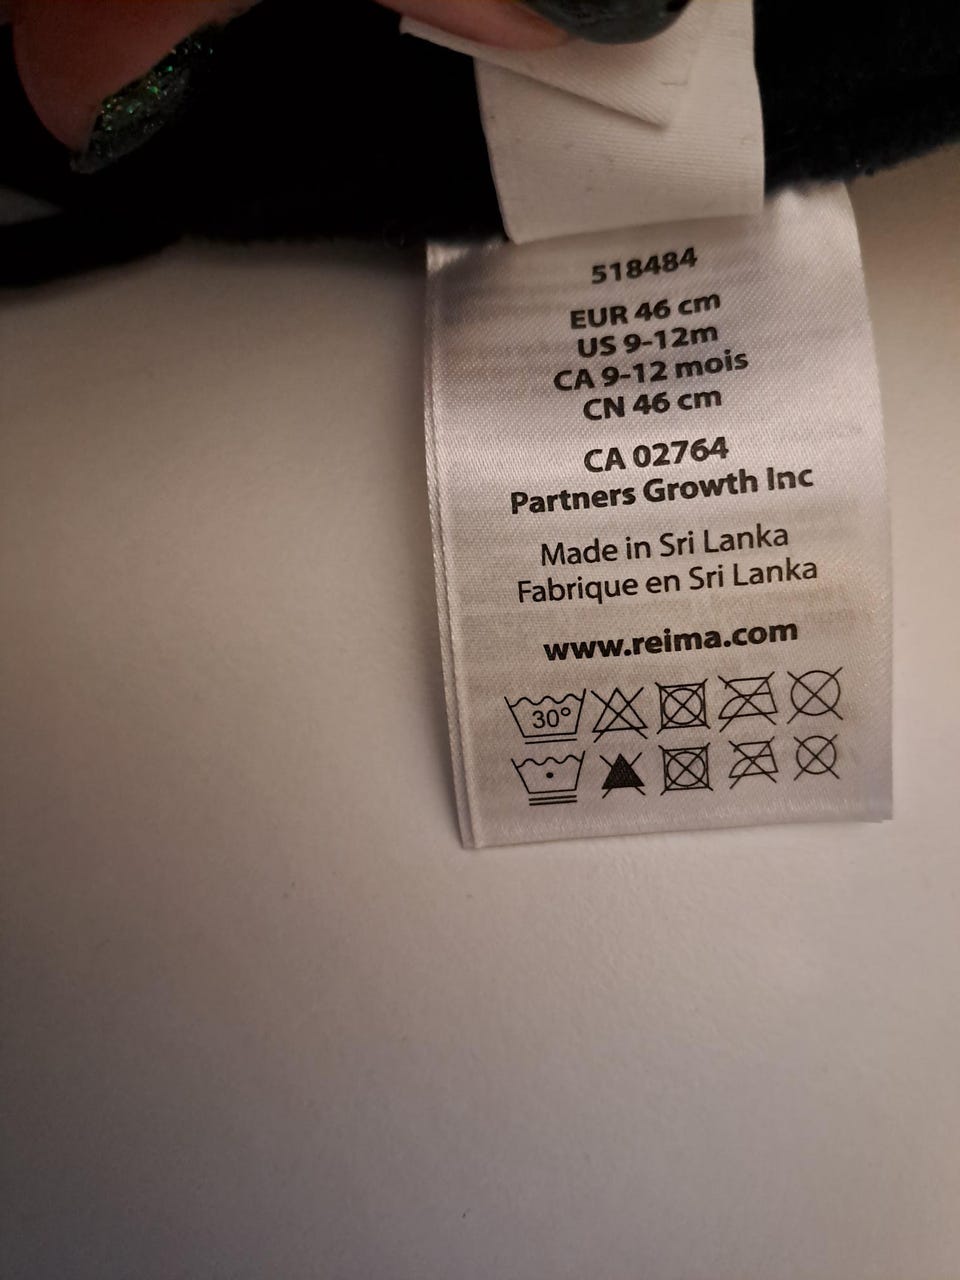 518484
EUR 46 cm
US 9-12m
CA 9-12 mois
CN 46 cm
CA 02764
Partners Growth Inc
Made in Sri Lanka
Fabrique en Sri Lanka
www.reima.com
30°